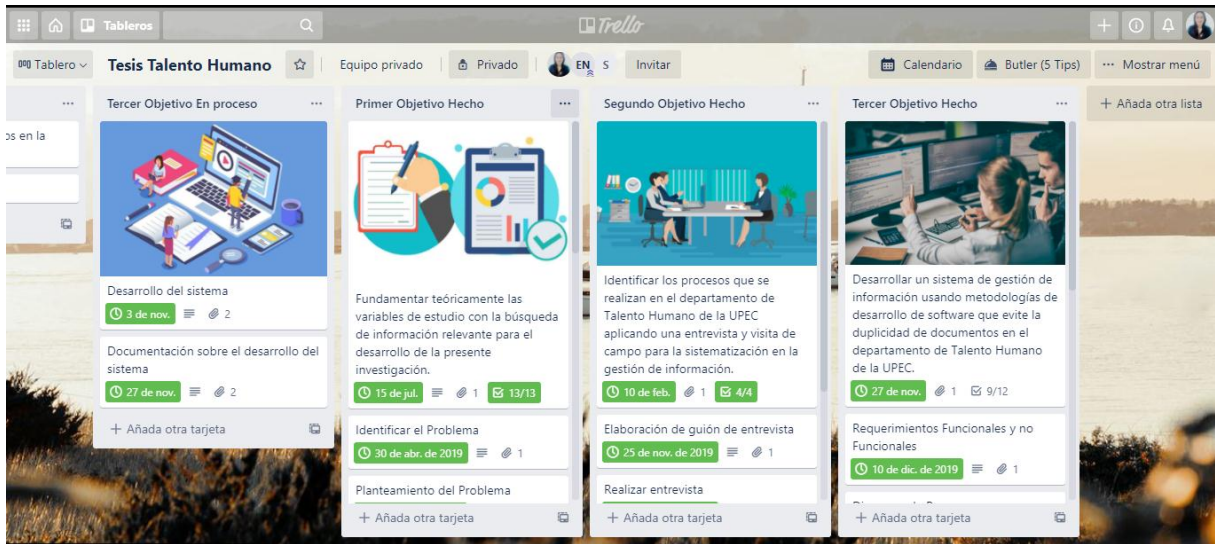 Tableros
Trello
Tablero
Tesis Talento Humano
Equipo privado
Privado
EN
S
Invitar
Calendario
Butler (5 Tips)
Mostrar menú
os en la
Tercer Objetivo En proceso
Desarrollo del sistema
3 de nov. 2
Documentación sobre el desarrollo del
sistema
27 de nov. 2
+ Añada otra tarjeta
Primer Objetivo Hecho
Fundamentar teóricamente las
variables de estudio con la búsqueda
de información relevante para el
desarrollo de la presente
investigación.
15 de jul. 1 13/13
Identificar el Problema
30 de abr. de 2019 1
Planteamiento del Problema
+ Añada otra tarjeta
Segundo Objetivo Hecho
Identificar los procesos que se
realizan en el departamento de
Talento Humano de la UPEC
aplicando una entrevista y visita de
campo para la sistematización en la
gestión de información.
10 de feb. 1 4/4
Elaboración de guión de entrevista
25 de nov. de 2019 1
Realizar entrevista
+ Añada otra tarjeta
Tercer Objetivo Hecho
Desarrollar un sistema de gestión de
información usando metodologías de
desarrollo de software que evite la
duplicidad de documentos en el
departamento de Talento Humano
de la UPEC.
27 de nov. 1 9/12
Requerimientos Funcionales y no
Funcionales
10 de dic. de 2019 1
+ Añada otra tarjeta
+ Añada otra lista